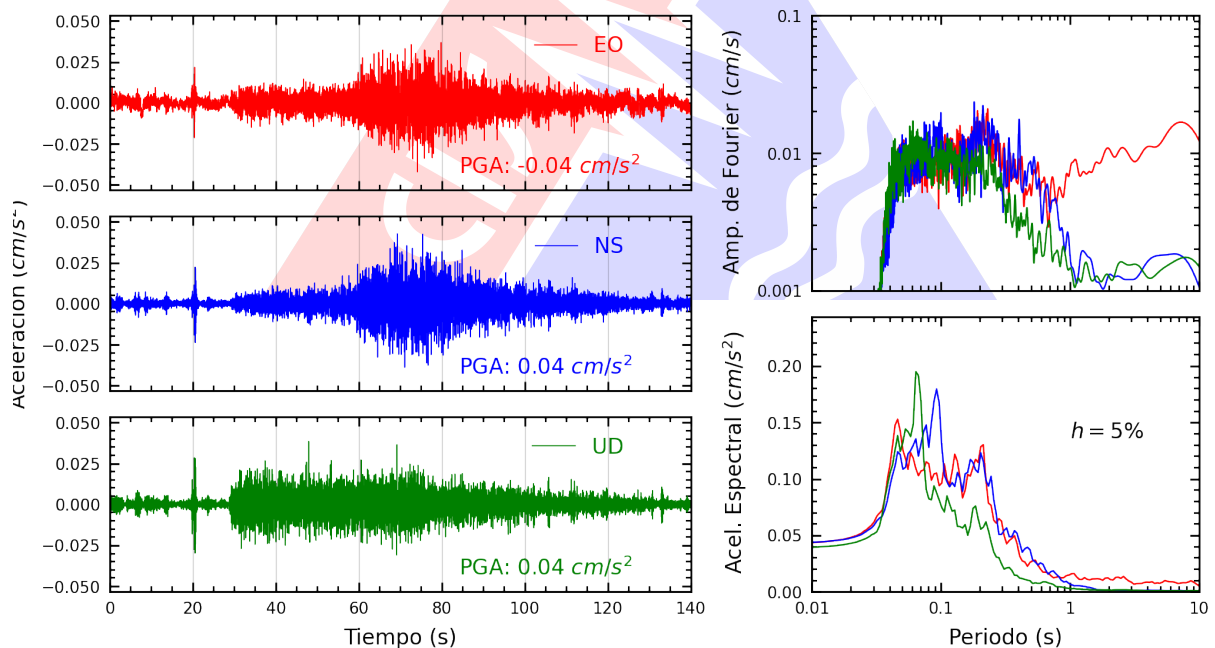 0.050
0.025
0.000
−0.025
−0.050
EO
PGA: -0.04 cm/s²
0.050
0.025
0.000
−0.025
−0.050
NS
PGA: 0.04 cm/s²
0.050
0.025
0.000
−0.025
−0.050
UD
PGA: 0.04 cm/s²
0 20 40 60 80 100 120 140
Tiempo (s)
Aceleracion (cm/s²)
0.1
0.01
0.001
Amp. de Fourier (cm/s)
0.20
0.15
0.10
0.05
0.00
h = 5%
Acel. Espectral (cm/s²)
0.01 0.1 1 10
Periodo (s)